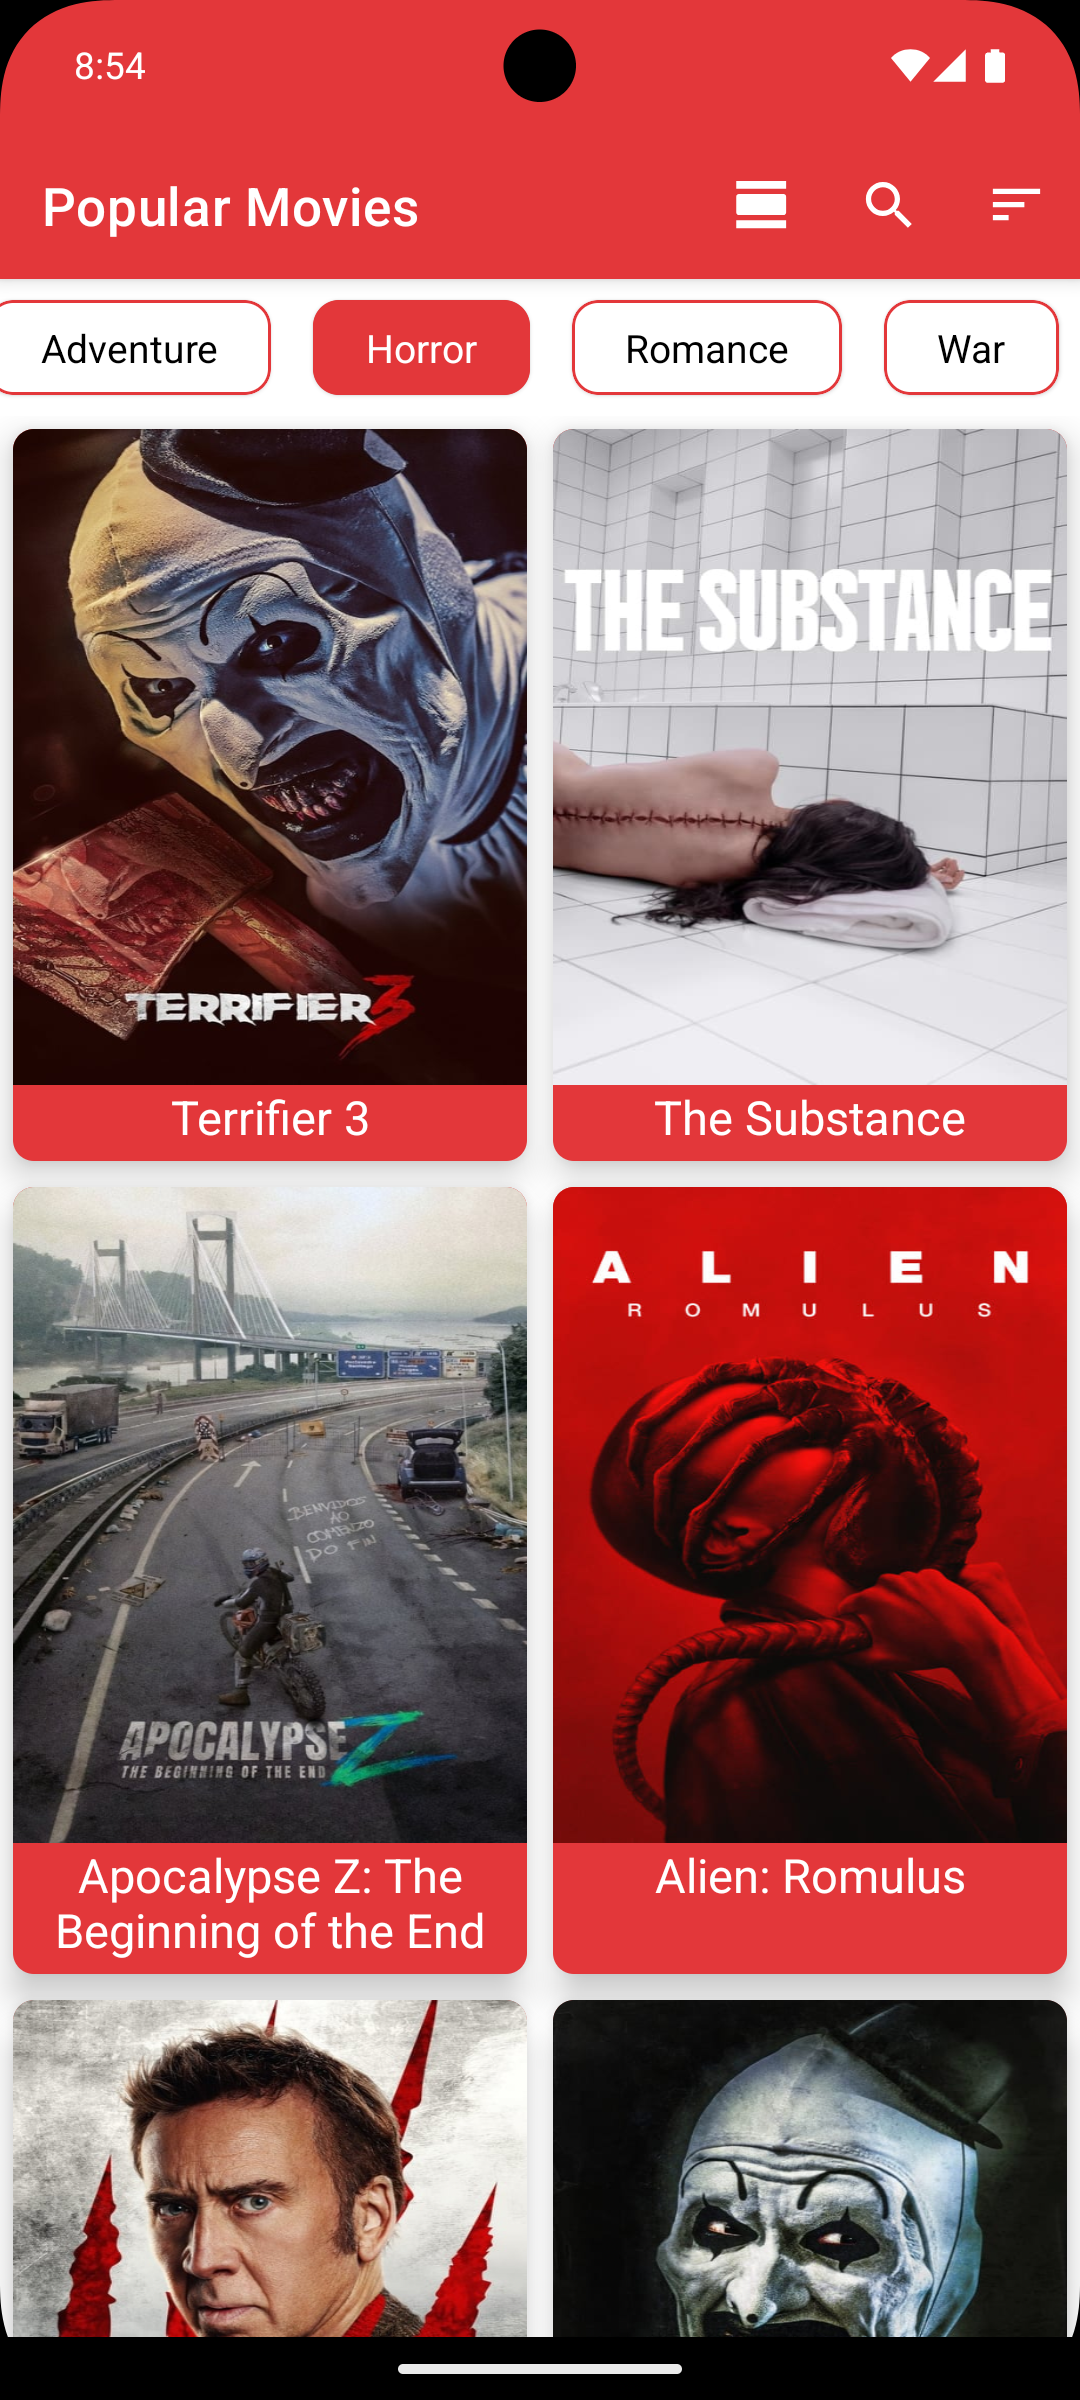 8:54
Popular Movies
Adventure
Horror
Romance
War
TERRIFIER 3
THE SUBSTANCE
Terrifier 3
The Substance
BENVIDOS
AO
COMENZO
DO FIN
APOCALYPSE Z
THE BEGINNING OF THE END
ALIEN
ROMULUS
Apocalypse Z: The
Beginning of the End
Alien: Romulus